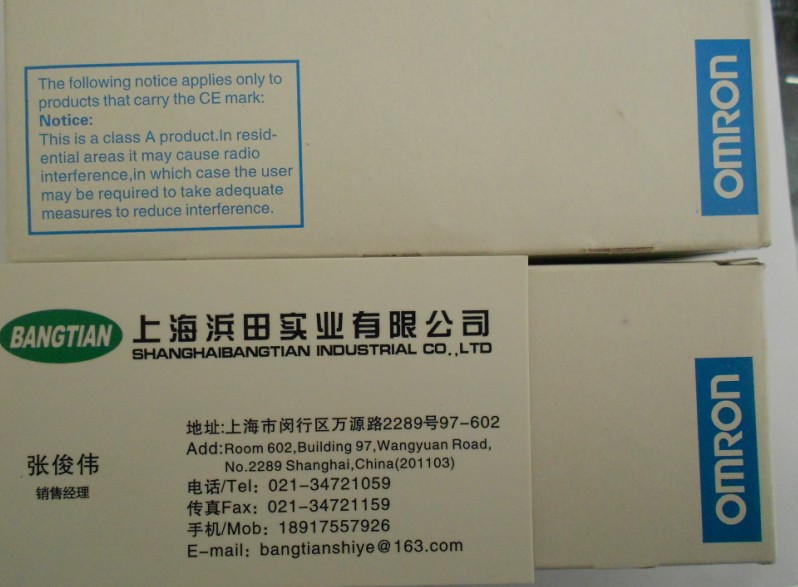 The following notice applies only to
products that carry the CE mark:
Notice:
This is a class A product.In resid-
ential areas it may cause radio
interference,in which case the user
may be required to take adequate
measures to reduce interference.
OMRON
BANGTIAN
上海浜田实业有限公司
SHANGHAIBANGTIAN INDUSTRIAL CO.,LTD
地址:上海市闵行区万源路2289号97-602
Add:Room 602,Building 97,Wangyuan Road,
No.2289 Shanghai,China(201103)
张俊伟
销售经理
电话/Tel: 021-34721059
传真Fax: 021-34721159
手机/Mob: 18917557926
E-mail: bangtianshiye@163.com
OMRON